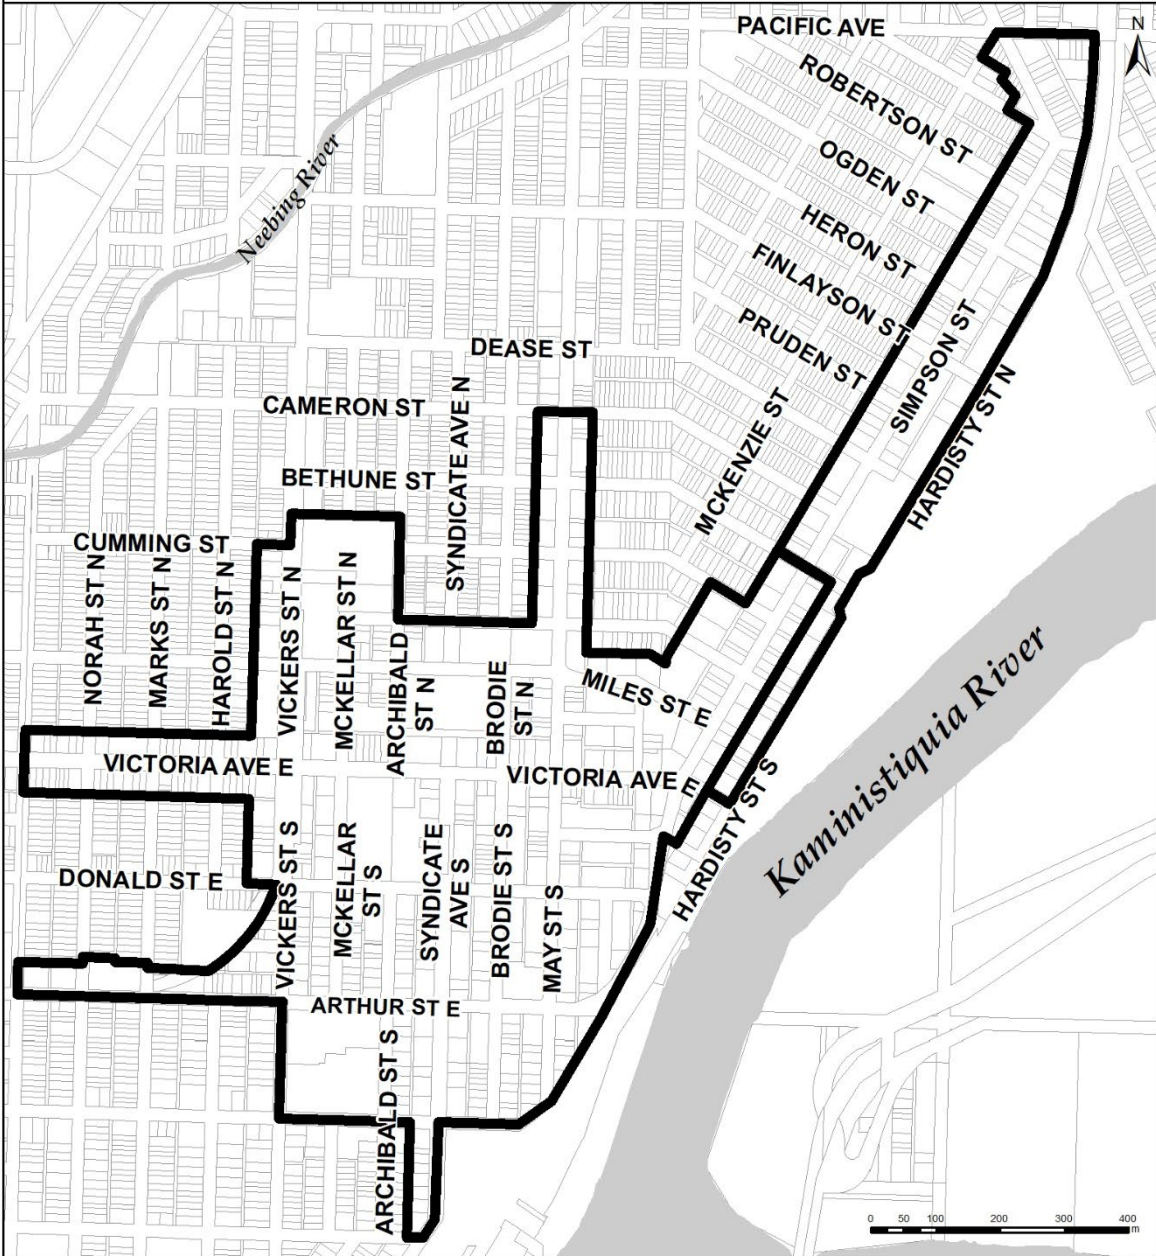 PACIFIC AVE
N
ROBERTSON ST
OGDEN ST
Neebing River
HERON ST
FINLAYSON ST
PRUDEN ST
SIMPSON ST
DEASE ST
CAMERON ST
SYNDICATE AVE N
MCKENZIE ST
HARDISTY ST N
BETHUNE ST
CUMMING ST
NORAH ST N
MARKS ST N
HAROLD ST N
VICKERS ST N
MCKELLAR ST N
ARCHIBALD
ST N
BRODIE
ST N
MILES ST E
VICTORIA AVE E
VICTORIA AVE E
HARDISTY ST S
Kaministiquia River
DONALD ST E
VICKERS ST S
MCKELLAR
ST S
SYNDICATE
AVE S
BRODIE ST S
MAY ST S
ARTHUR ST E
ARCHIBALD ST S
0 50 100 200 300 400
m